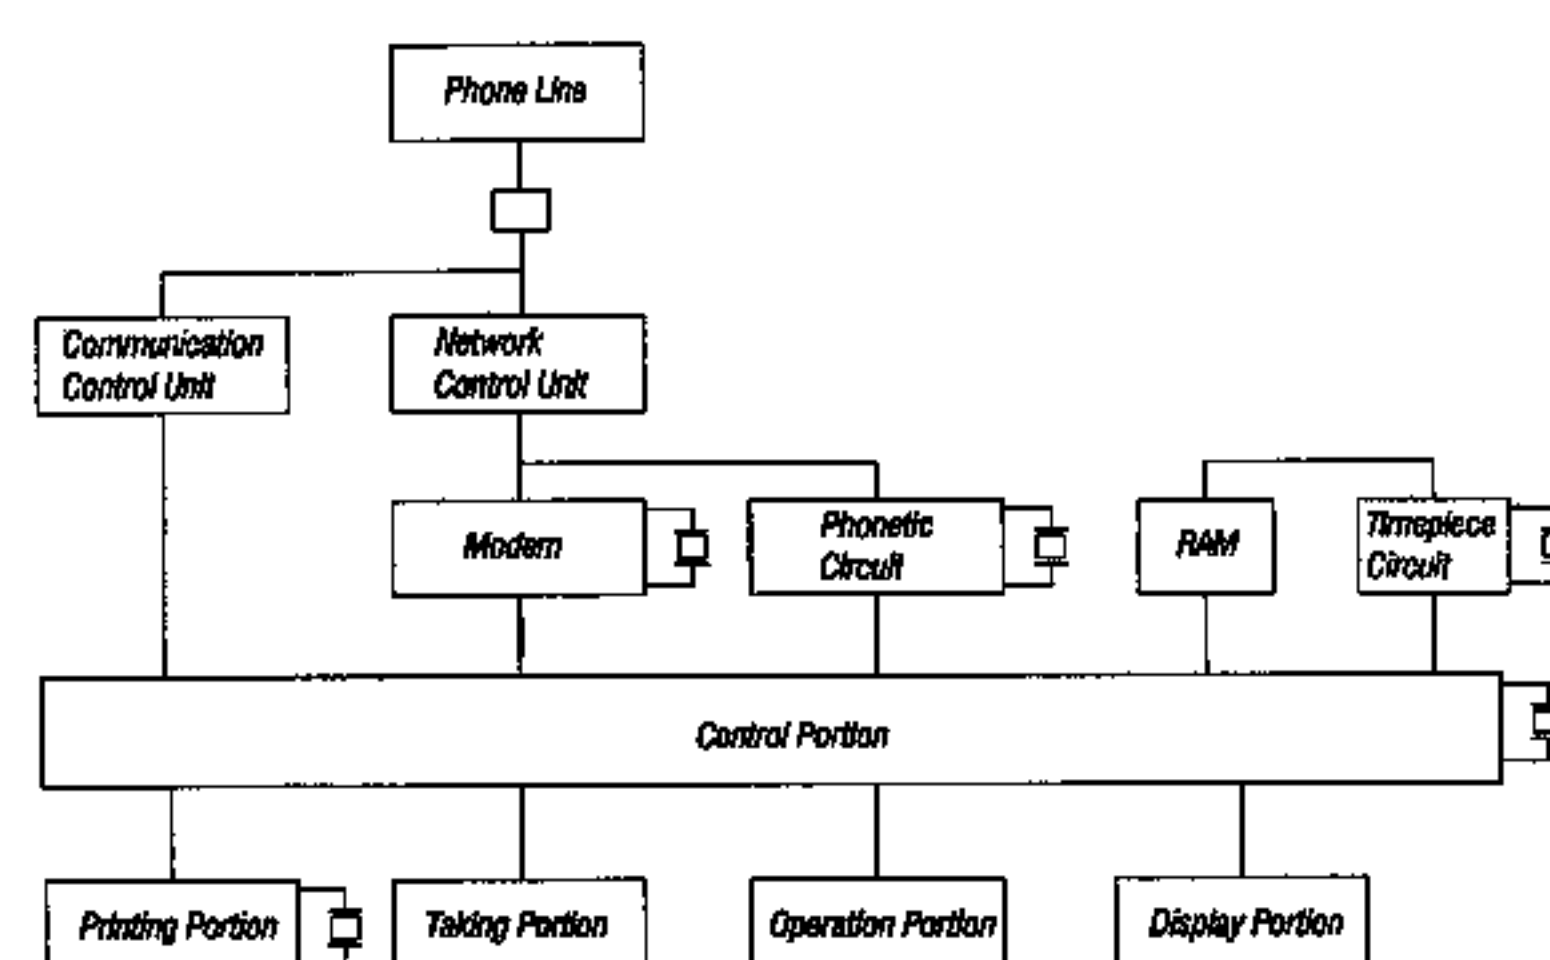 Phone Line
Communication
Control Unit
Network
Control Unit
Modem
Phonetic
Circuit
RAM
Timepiece
Circuit
Control Portion
Printing Portion
Taking Portion
Operation Portion
Display Portion